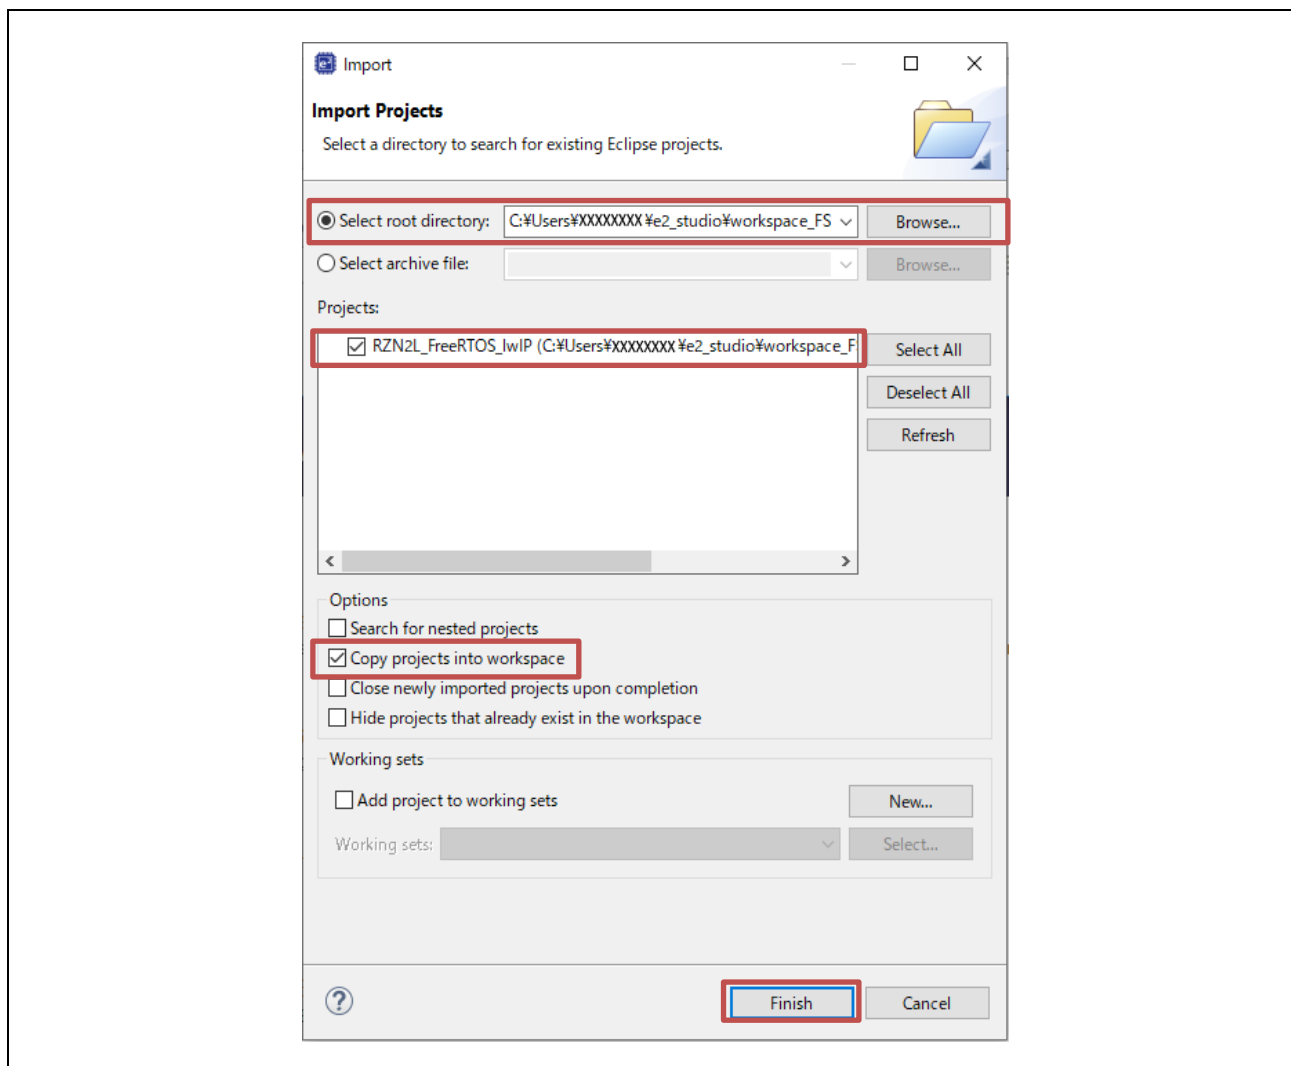 e²
Import
Import Projects
Select a directory to search for existing Eclipse projects.
Select root directory: C:¥Users¥XXXXXXXX¥e2_studio¥workspace_FS Browse...
Select archive file: Browse...
Projects:
RZN2L_FreeRTOS_lwIP (C:¥Users¥XXXXXXXX¥e2_studio¥workspace_F Select All
Deselect All
Refresh
Options
Search for nested projects
Copy projects into workspace
Close newly imported projects upon completion
Hide projects that already exist in the workspace
Working sets
Add project to working sets New...
Working sets: Select...
? Finish Cancel